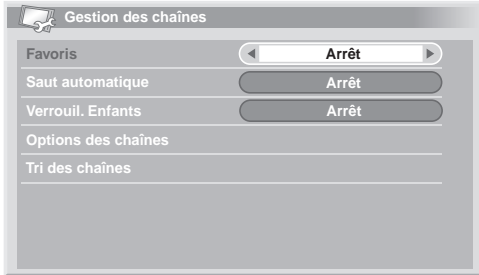 Gestion des chaînes
Favoris Arrêt
Saut automatique Arrêt
Verrouil. Enfants Arrêt
Options des chaînes
Tri des chaînes